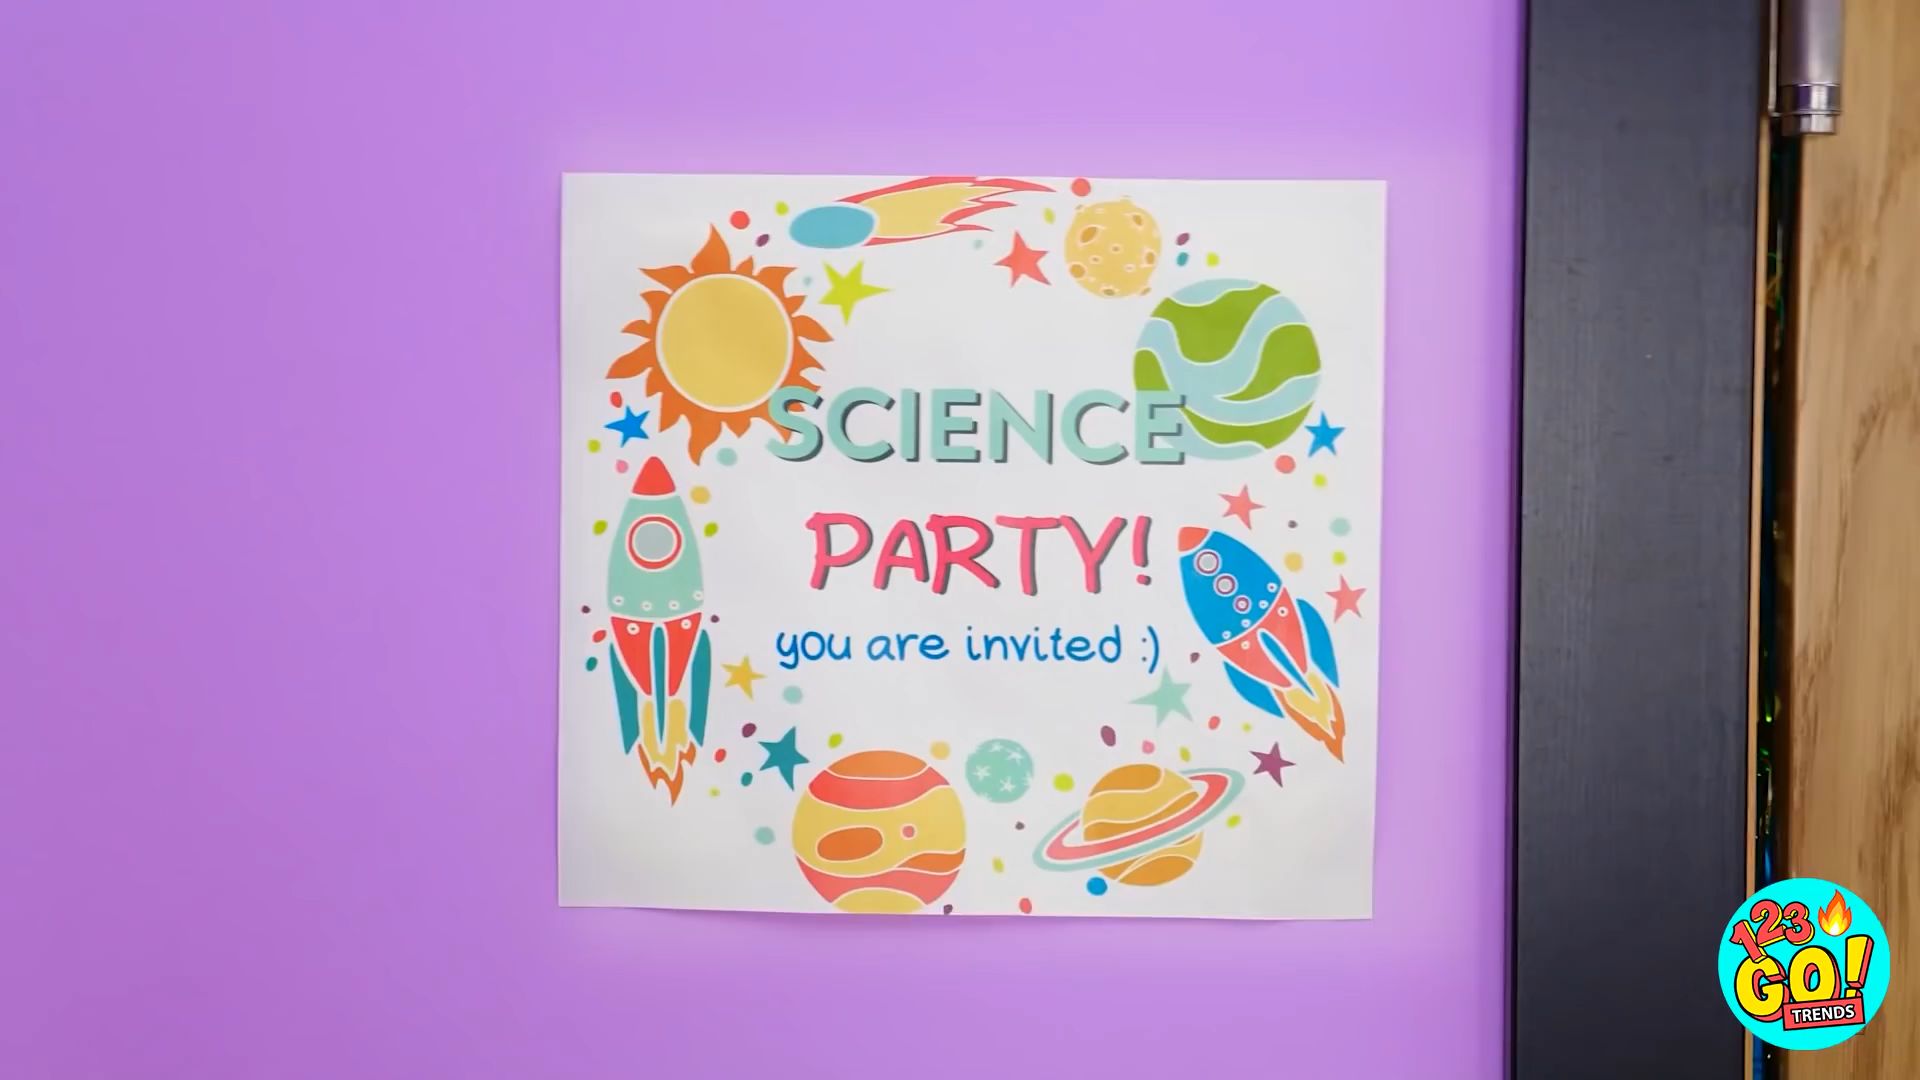 SCIENCE
PARTY!
you are invited :)
123
GO!
TRENDS